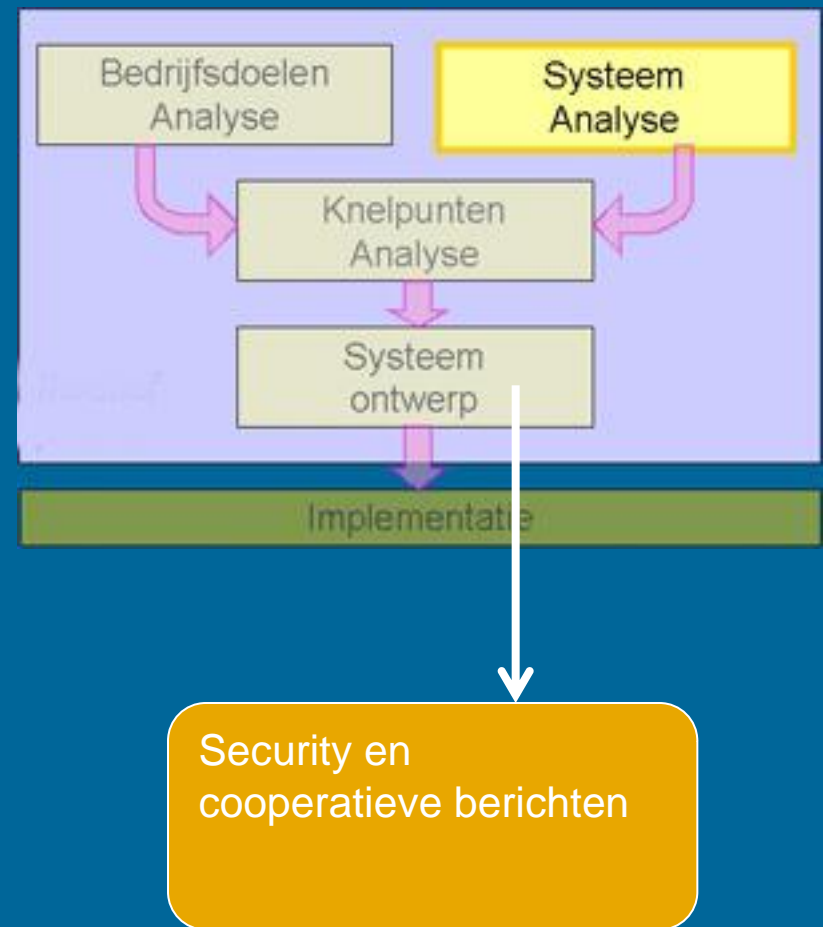 Bedrijfsdoelen
Analyse
Systeem
Analyse
Knelpunten
Analyse
Systeem
ontwerp
Implementatie
Security en
cooperatieve berichten